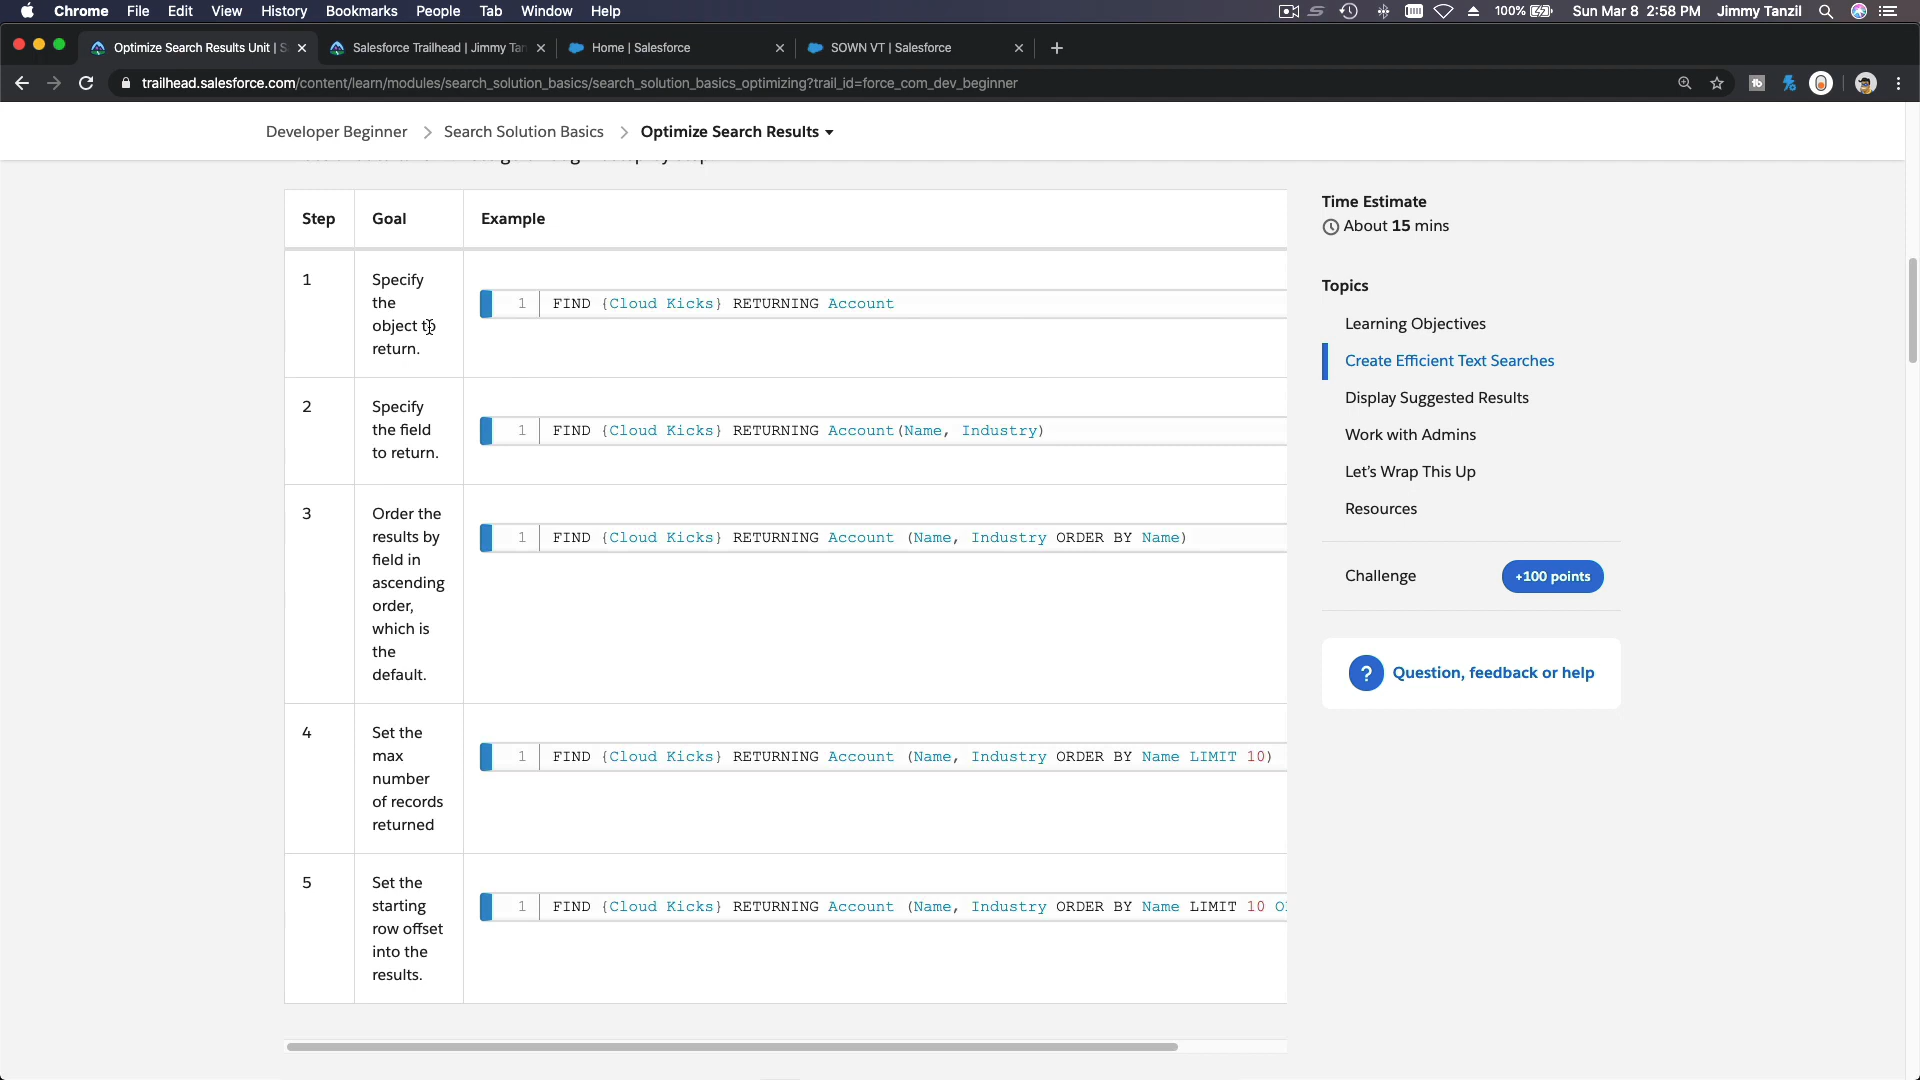 Chrome File Edit View History Bookmarks People Tab Window Help 100% Sun Mar 8 2:58 PM Jimmy Tanzil
Optimize Search Results Unit | S Salesforce Trailhead | Jimmy Tan Home | Salesforce SOWN VT | Salesforce
trailhead.salesforce.com/content/learn/modules/search_solution_basics/search_solution_basics_optimizing?trail_id=force_com_dev_beginner
Developer Beginner > Search Solution Basics > Optimize Search Results
Step Goal Example
1
Specify
the
object to
return.
1 FIND {Cloud Kicks} RETURNING Account
2
Specify
the field
to return.
1 FIND {Cloud Kicks} RETURNING Account(Name, Industry)
3
Order the
results by
field in
ascending
order,
which is
the
default.
1 FIND {Cloud Kicks} RETURNING Account (Name, Industry ORDER BY Name)
4
Set the
max
number
of records
returned
1 FIND {Cloud Kicks} RETURNING Account (Name, Industry ORDER BY Name LIMIT 10)
5
Set the
starting
row offset
into the
results.
1 FIND {Cloud Kicks} RETURNING Account (Name, Industry ORDER BY Name LIMIT 10
Time Estimate
About 15 mins
Topics
Learning Objectives
Create Efficient Text Searches
Display Suggested Results
Work with Admins
Let's Wrap This Up
Resources
Challenge +100 points
? Question, feedback or help